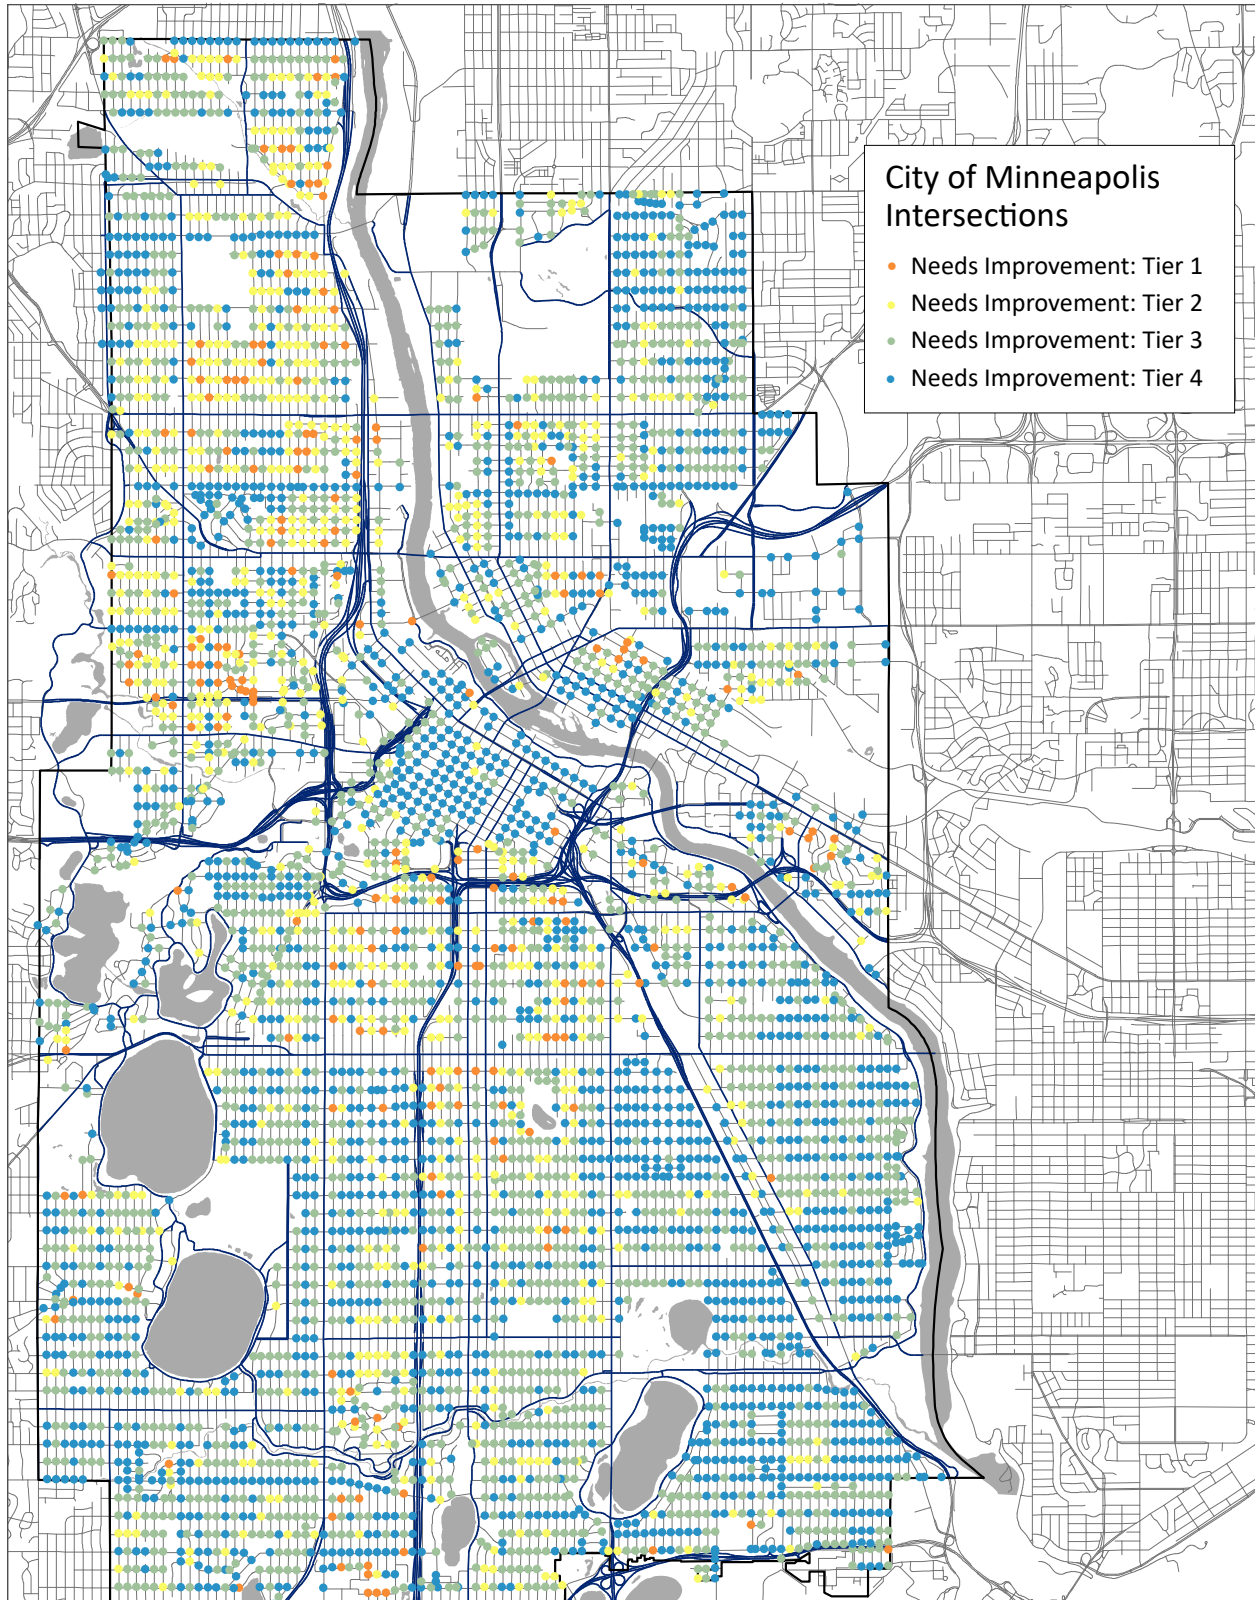 City of Minneapolis
Intersections
Needs Improvement: Tier 1
Needs Improvement: Tier 2
Needs Improvement: Tier 3
Needs Improvement: Tier 4